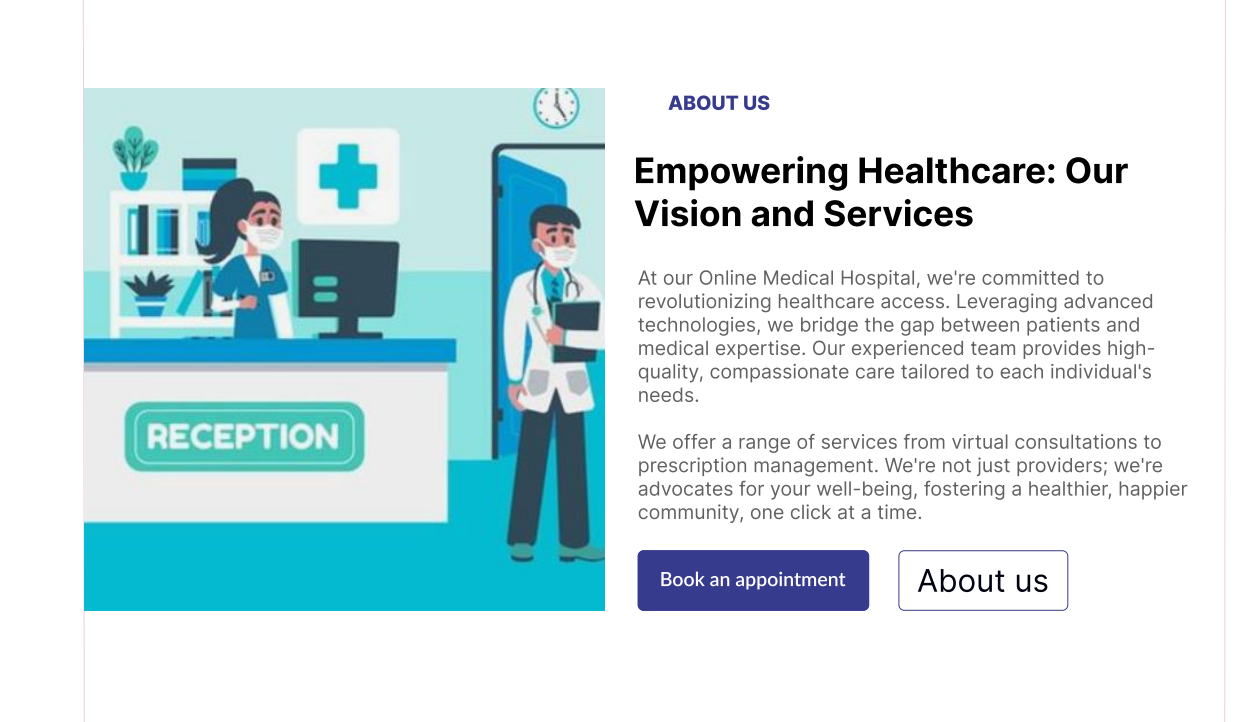 RECEPTION
ABOUT US
Empowering Healthcare: Our
Vision and Services
At our Online Medical Hospital, we're committed to
revolutionizing healthcare access. Leveraging advanced
technologies, we bridge the gap between patients and
medical expertise. Our experienced team provides high-
quality, compassionate care tailored to each individual's
needs.
We offer a range of services from virtual consultations to
prescription management. We're not just providers; we're
advocates for your well-being, fostering a healthier, happier
community, one click at a time.
Book an appointment
About us